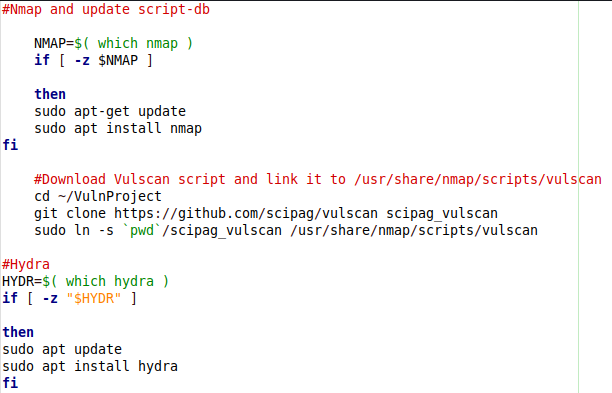 #Nmap and update script-db
NMAP=$( which nmap )
if [ -z $NMAP ]
then
sudo apt-get update
sudo apt install nmap
fi
#Download Vulscan script and link it to /usr/share/nmap/scripts/vulscan
cd ~/VulnProject
git clone https://github.com/scipag/vulscan scipag_vulscan
sudo ln -s `pwd`/scipag_vulscan /usr/share/nmap/scripts/vulscan
#Hydra
HYDR=$( which hydra )
if [ -z "$HYDR" ]
then
sudo apt update
sudo apt install hydra
fi